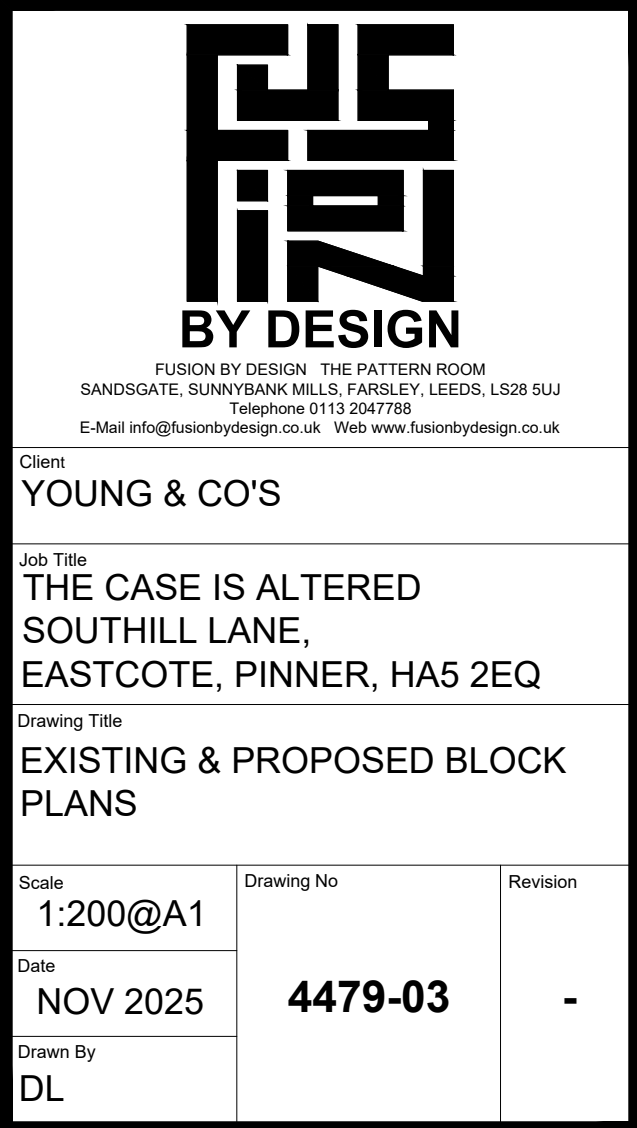 FUSION
BY DESIGN
FUSION BY DESIGN THE PATTERN ROOM
SANDSGATE, SUNNYBANK MILLS, FARSLEY, LEEDS, LS28 5UJ
Telephone 0113 2047788
E-Mail info@fusionbydesign.co.uk Web www.fusionbydesign.co.uk
Client
YOUNG & CO'S
Job Title
THE CASE IS ALTERED
SOUTHILL LANE,
EASTCOTE, PINNER, HA5 2EQ
Drawing Title
EXISTING & PROPOSED BLOCK
PLANS
Scale
1:200@A1
Date
NOV 2025
Drawn By
DL
Drawing No
4479-03
Revision
-